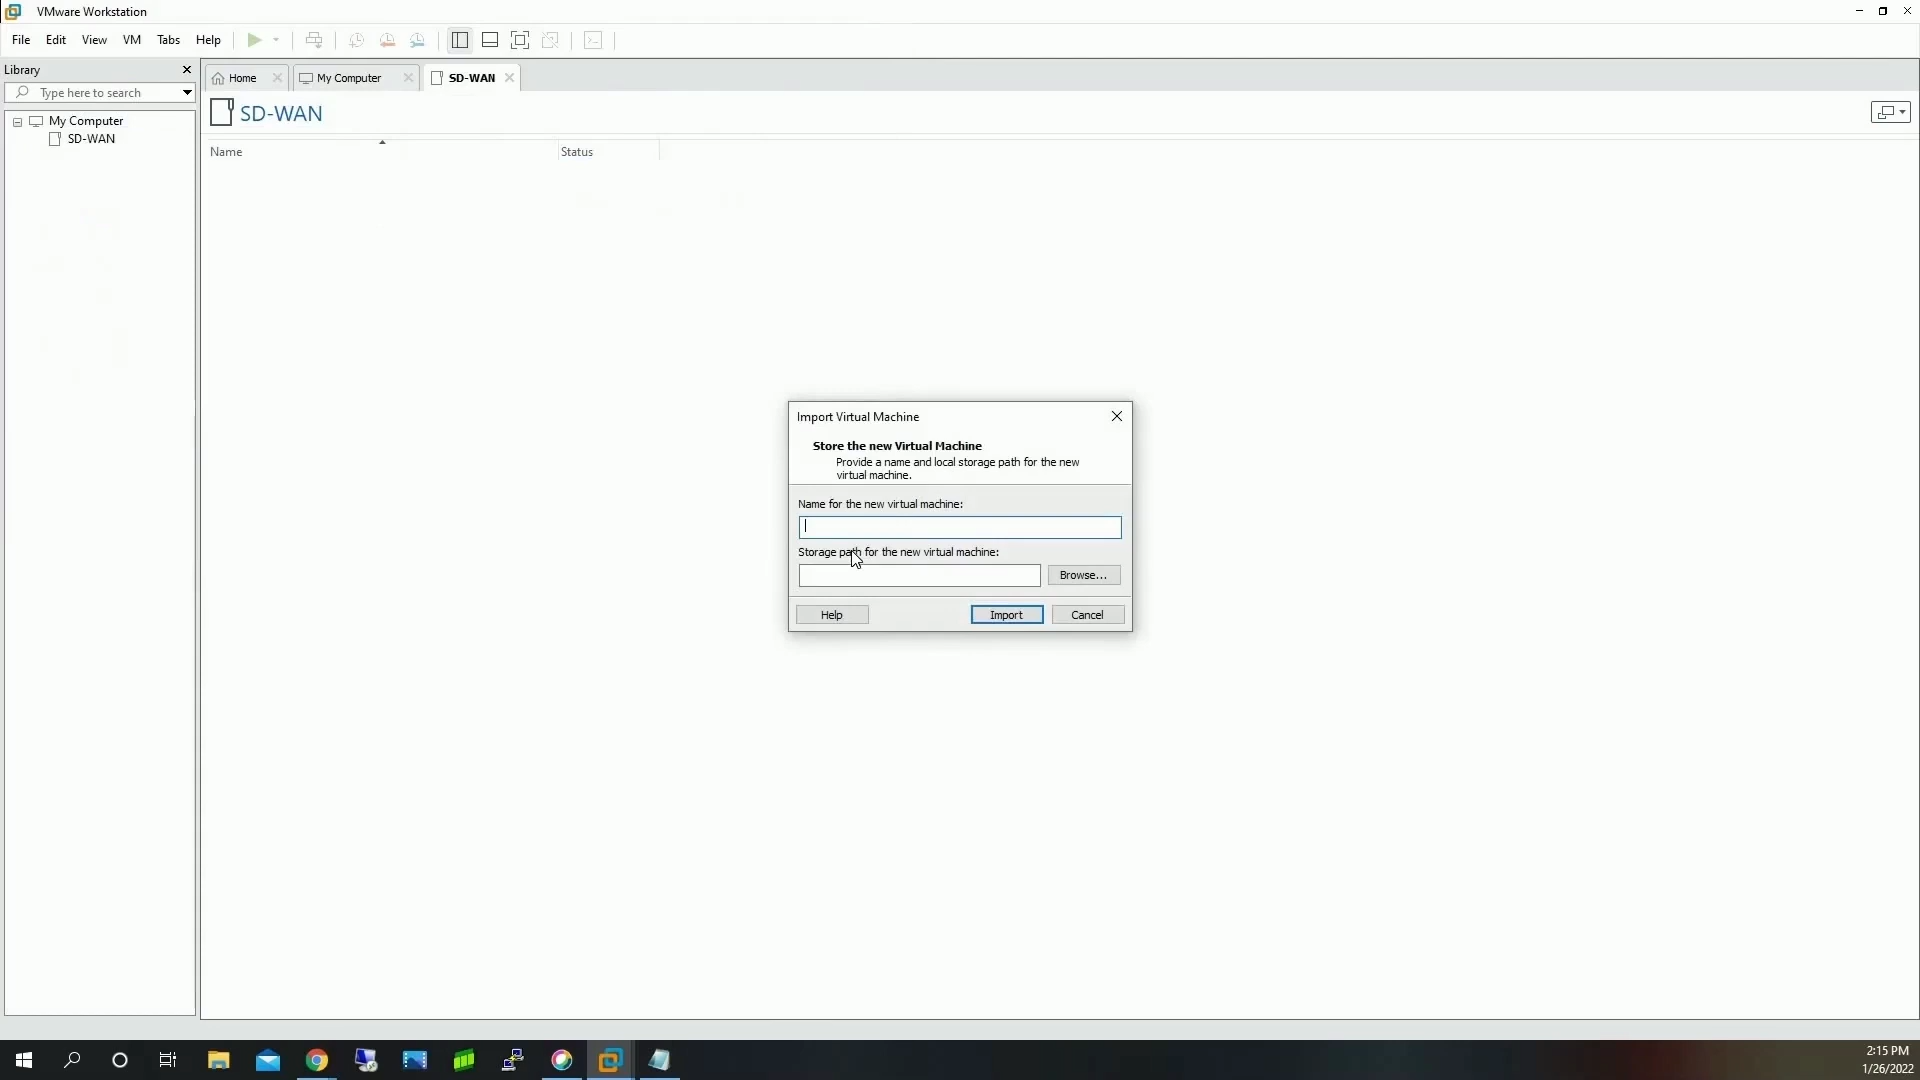 VMware Workstation
File Edit View VM Tabs Help
Library
Type here to search
My Computer
SD-WAN
Home
My Computer
SD-WAN
SD-WAN
Name Status
Import Virtual Machine
Store the new Virtual Machine
Provide a name and local storage path for the new
virtual machine.
Name for the new virtual machine:
Storage path for the new virtual machine:
Browse...
Help Import Cancel
2:15 PM
1/26/2022